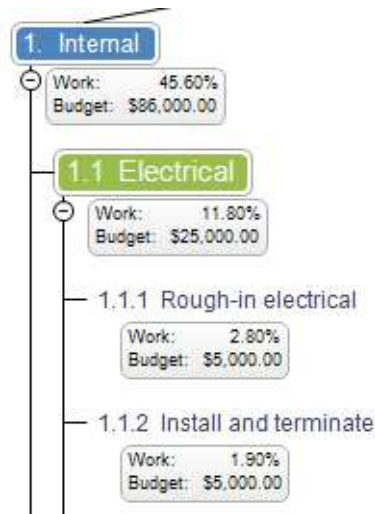 1. Internal
Work: 45.60%
Budget: $86,000.00
1.1 Electrical
Work: 11.80%
Budget: $25,000.00
1.1.1 Rough-in electrical
Work: 2.80%
Budget: $5,000.00
1.1.2 Install and terminate
Work: 1.90%
Budget: $5,000.00